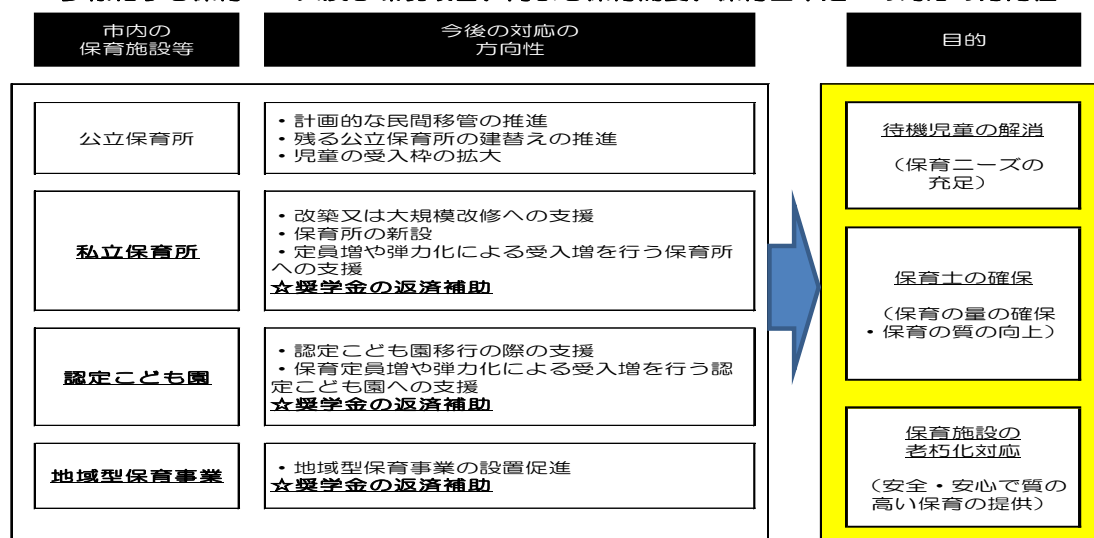 市内の
保育施設等
今後の対応の
方向性
目的
公立保育所
・計画的な民間移管の推進
・残る公立保育所の建替えの推進
・児童の受入枠の拡大
私立保育所
・改築又は大規模改修への支援
・保育所の新設
・定員増や弾力化による受入増を行う保育所
への支援
☆奨学金の返済補助
認定こども園
・認定こども園移行の際の支援
・保育定員増や弾力化による受入増を行う認
定こども園への支援
☆奨学金の返済補助
地域型保育事業
・地域型保育事業の設置促進
☆奨学金の返済補助
待機児童の解消
(保育ニーズの
充足)
保育士の確保
(保育の量の確保
・保育の質の向上)
保育施設の
老朽化対応
(安全・安心で質の
高い保育の提供)